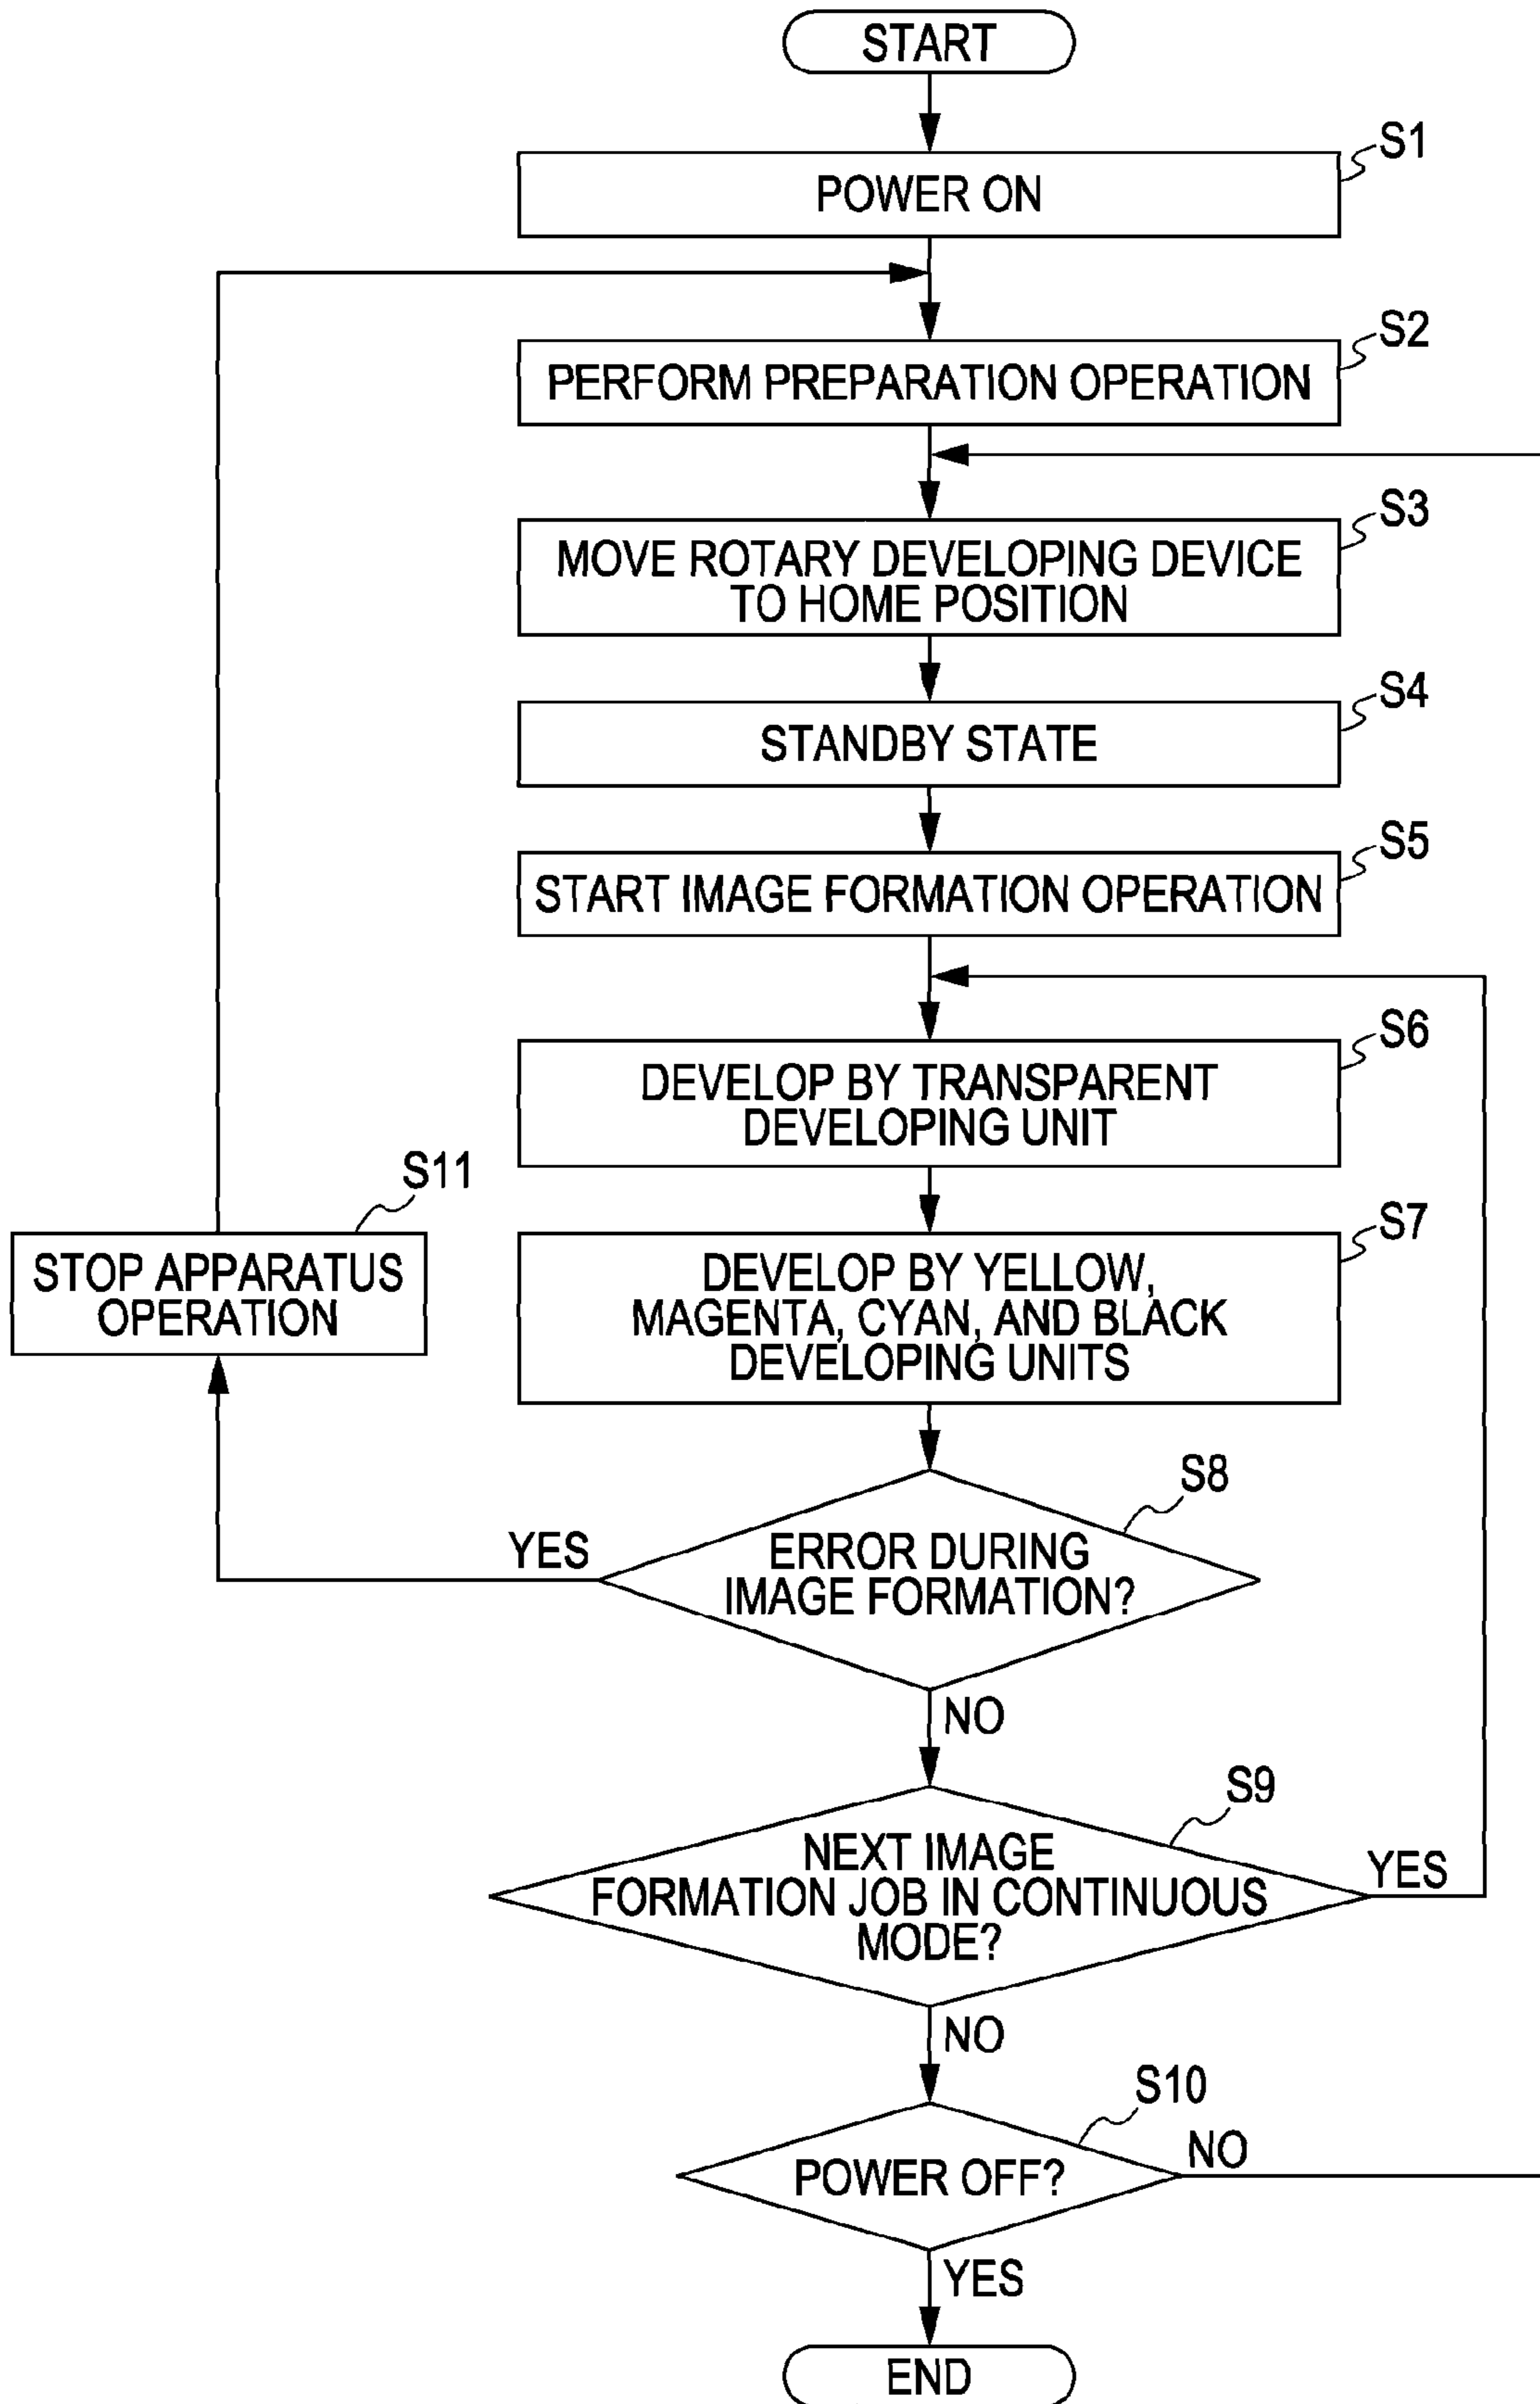 START
S1
POWER ON
S2
PERFORM PREPARATION OPERATION
S3
MOVE ROTARY DEVELOPING DEVICE
TO HOME POSITION
S4
STANDBY STATE
S5
START IMAGE FORMATION OPERATION
S6
DEVELOP BY TRANSPARENT
DEVELOPING UNIT
S11
STOP APPARATUS
OPERATION
S7
DEVELOP BY YELLOW,
MAGENTA, CYAN, AND BLACK
DEVELOPING UNITS
S8
YES
ERROR DURING
IMAGE FORMATION?
NO
S9
NEXT IMAGE
FORMATION JOB IN CONTINUOUS
MODE?
YES
NO
S10
POWER OFF?
NO
YES
END